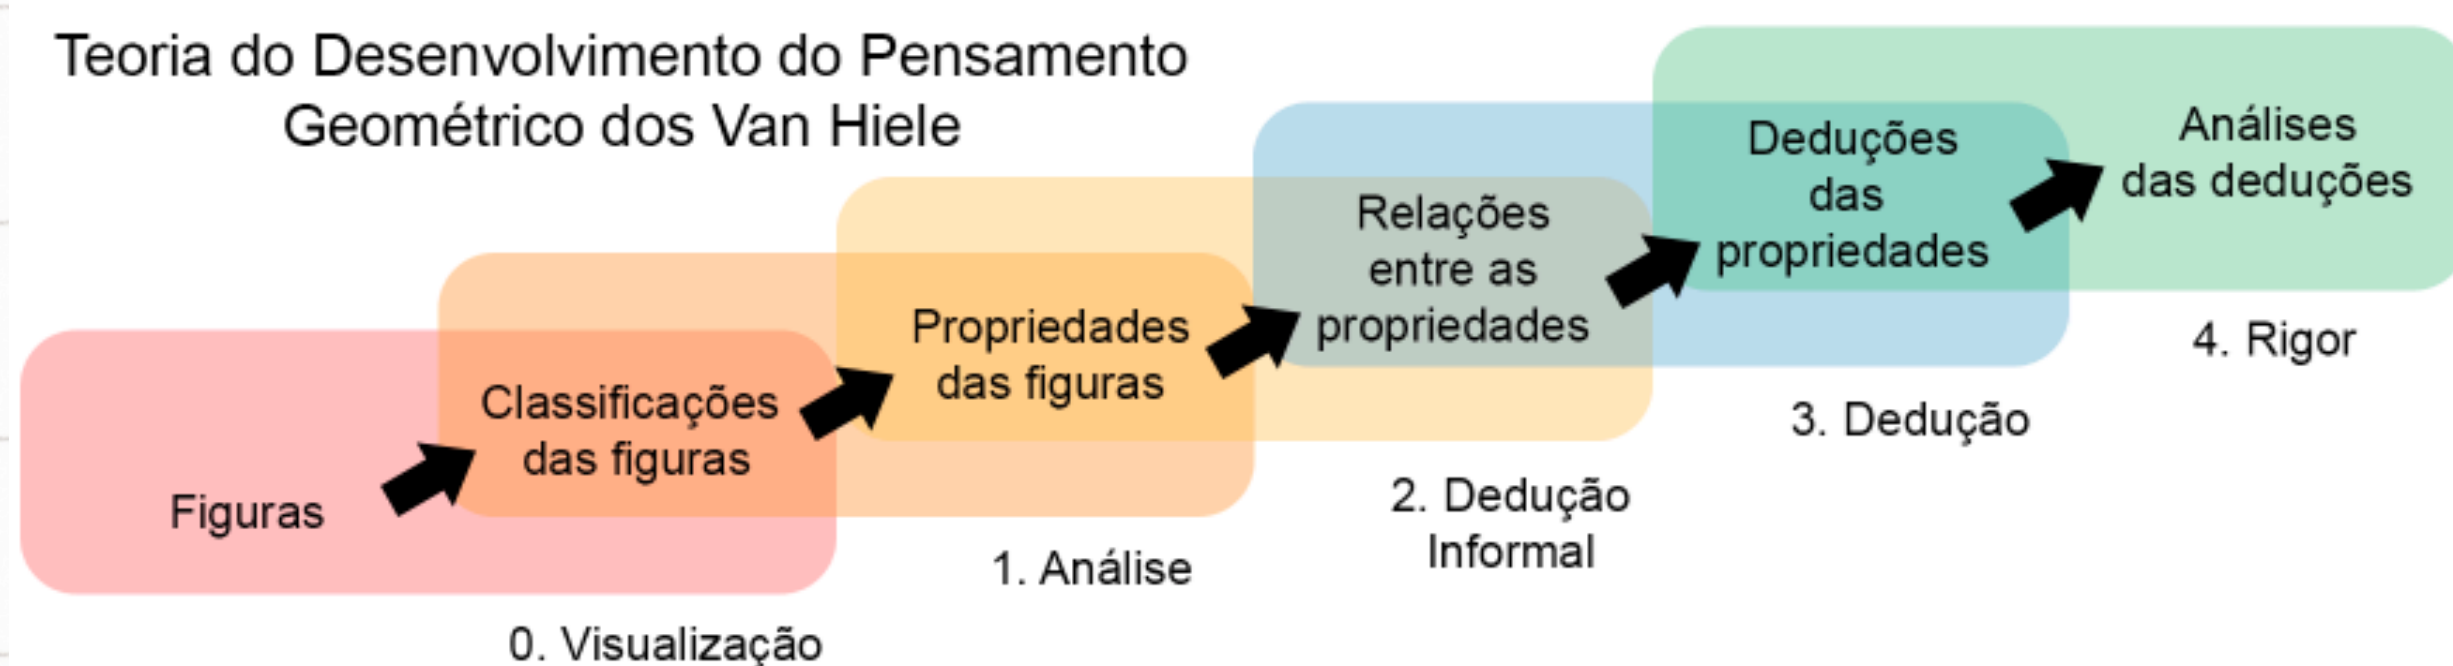 Teoria do Desenvolvimento do Pensamento
Geométrico dos Van Hiele
Figuras
Classificações
das figuras
Propriedades
das figuras
Relações
entre as
propriedades
Deduções
das
propriedades
Análises
das deduções
0. Visualização
1. Análise
2. Dedução
Informal
3. Dedução
4. Rigor